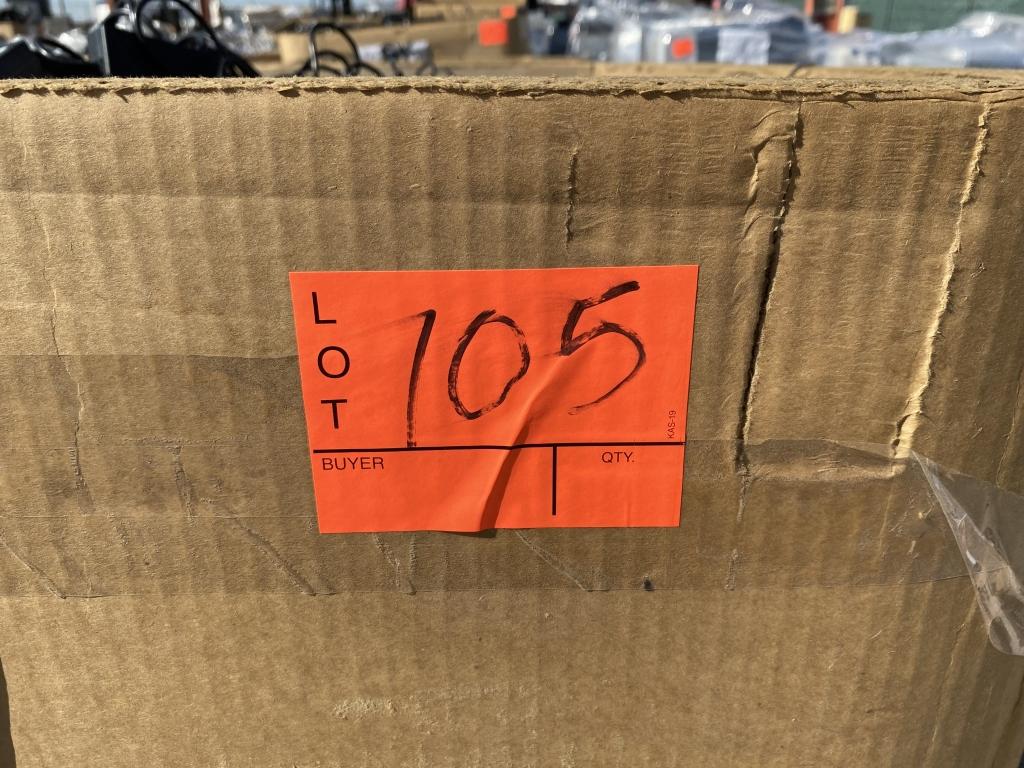 LOT 105
KAS-19
BUYER QTY.